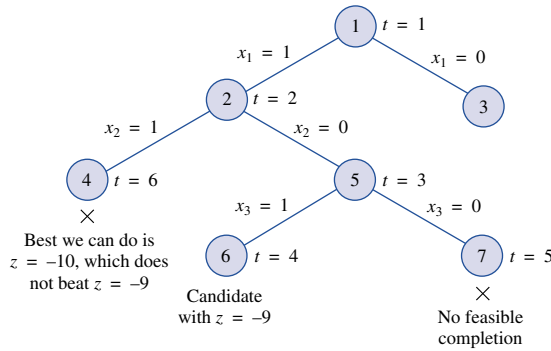 1 t = 1
x1 = 1 x1 = 0
2 t = 2 3
x2 = 1 x2 = 0
4 t = 6 5 t = 3
x3 = 1 x3 = 0
×
Best we can do is
z = –10, which does
not beat z = –9
6 t = 4 7 t = 5
Candidate
with z = –9
×
No feasible
completion